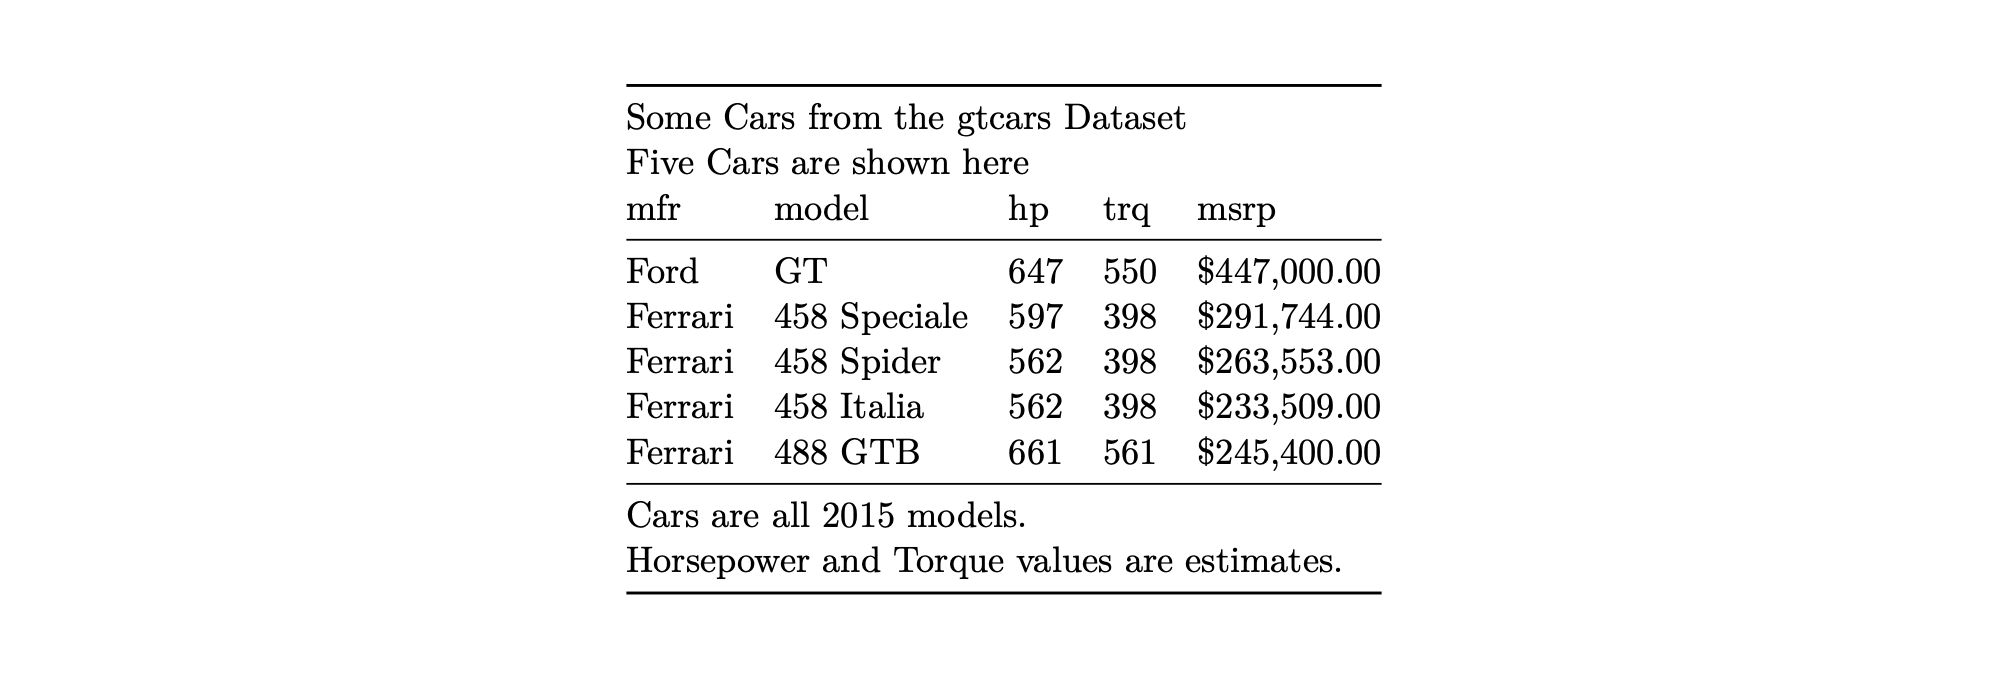 Some Cars from the gtcars Dataset
Five Cars are shown here
mfr model hp trq msrp
Ford GT 647 550 $447,000.00
Ferrari 458 Speciale 597 398 $291,744.00
Ferrari 458 Spider 562 398 $263,553.00
Ferrari 458 Italia 562 398 $233,509.00
Ferrari 488 GTB 661 561 $245,400.00
Cars are all 2015 models.
Horsepower and Torque values are estimates.